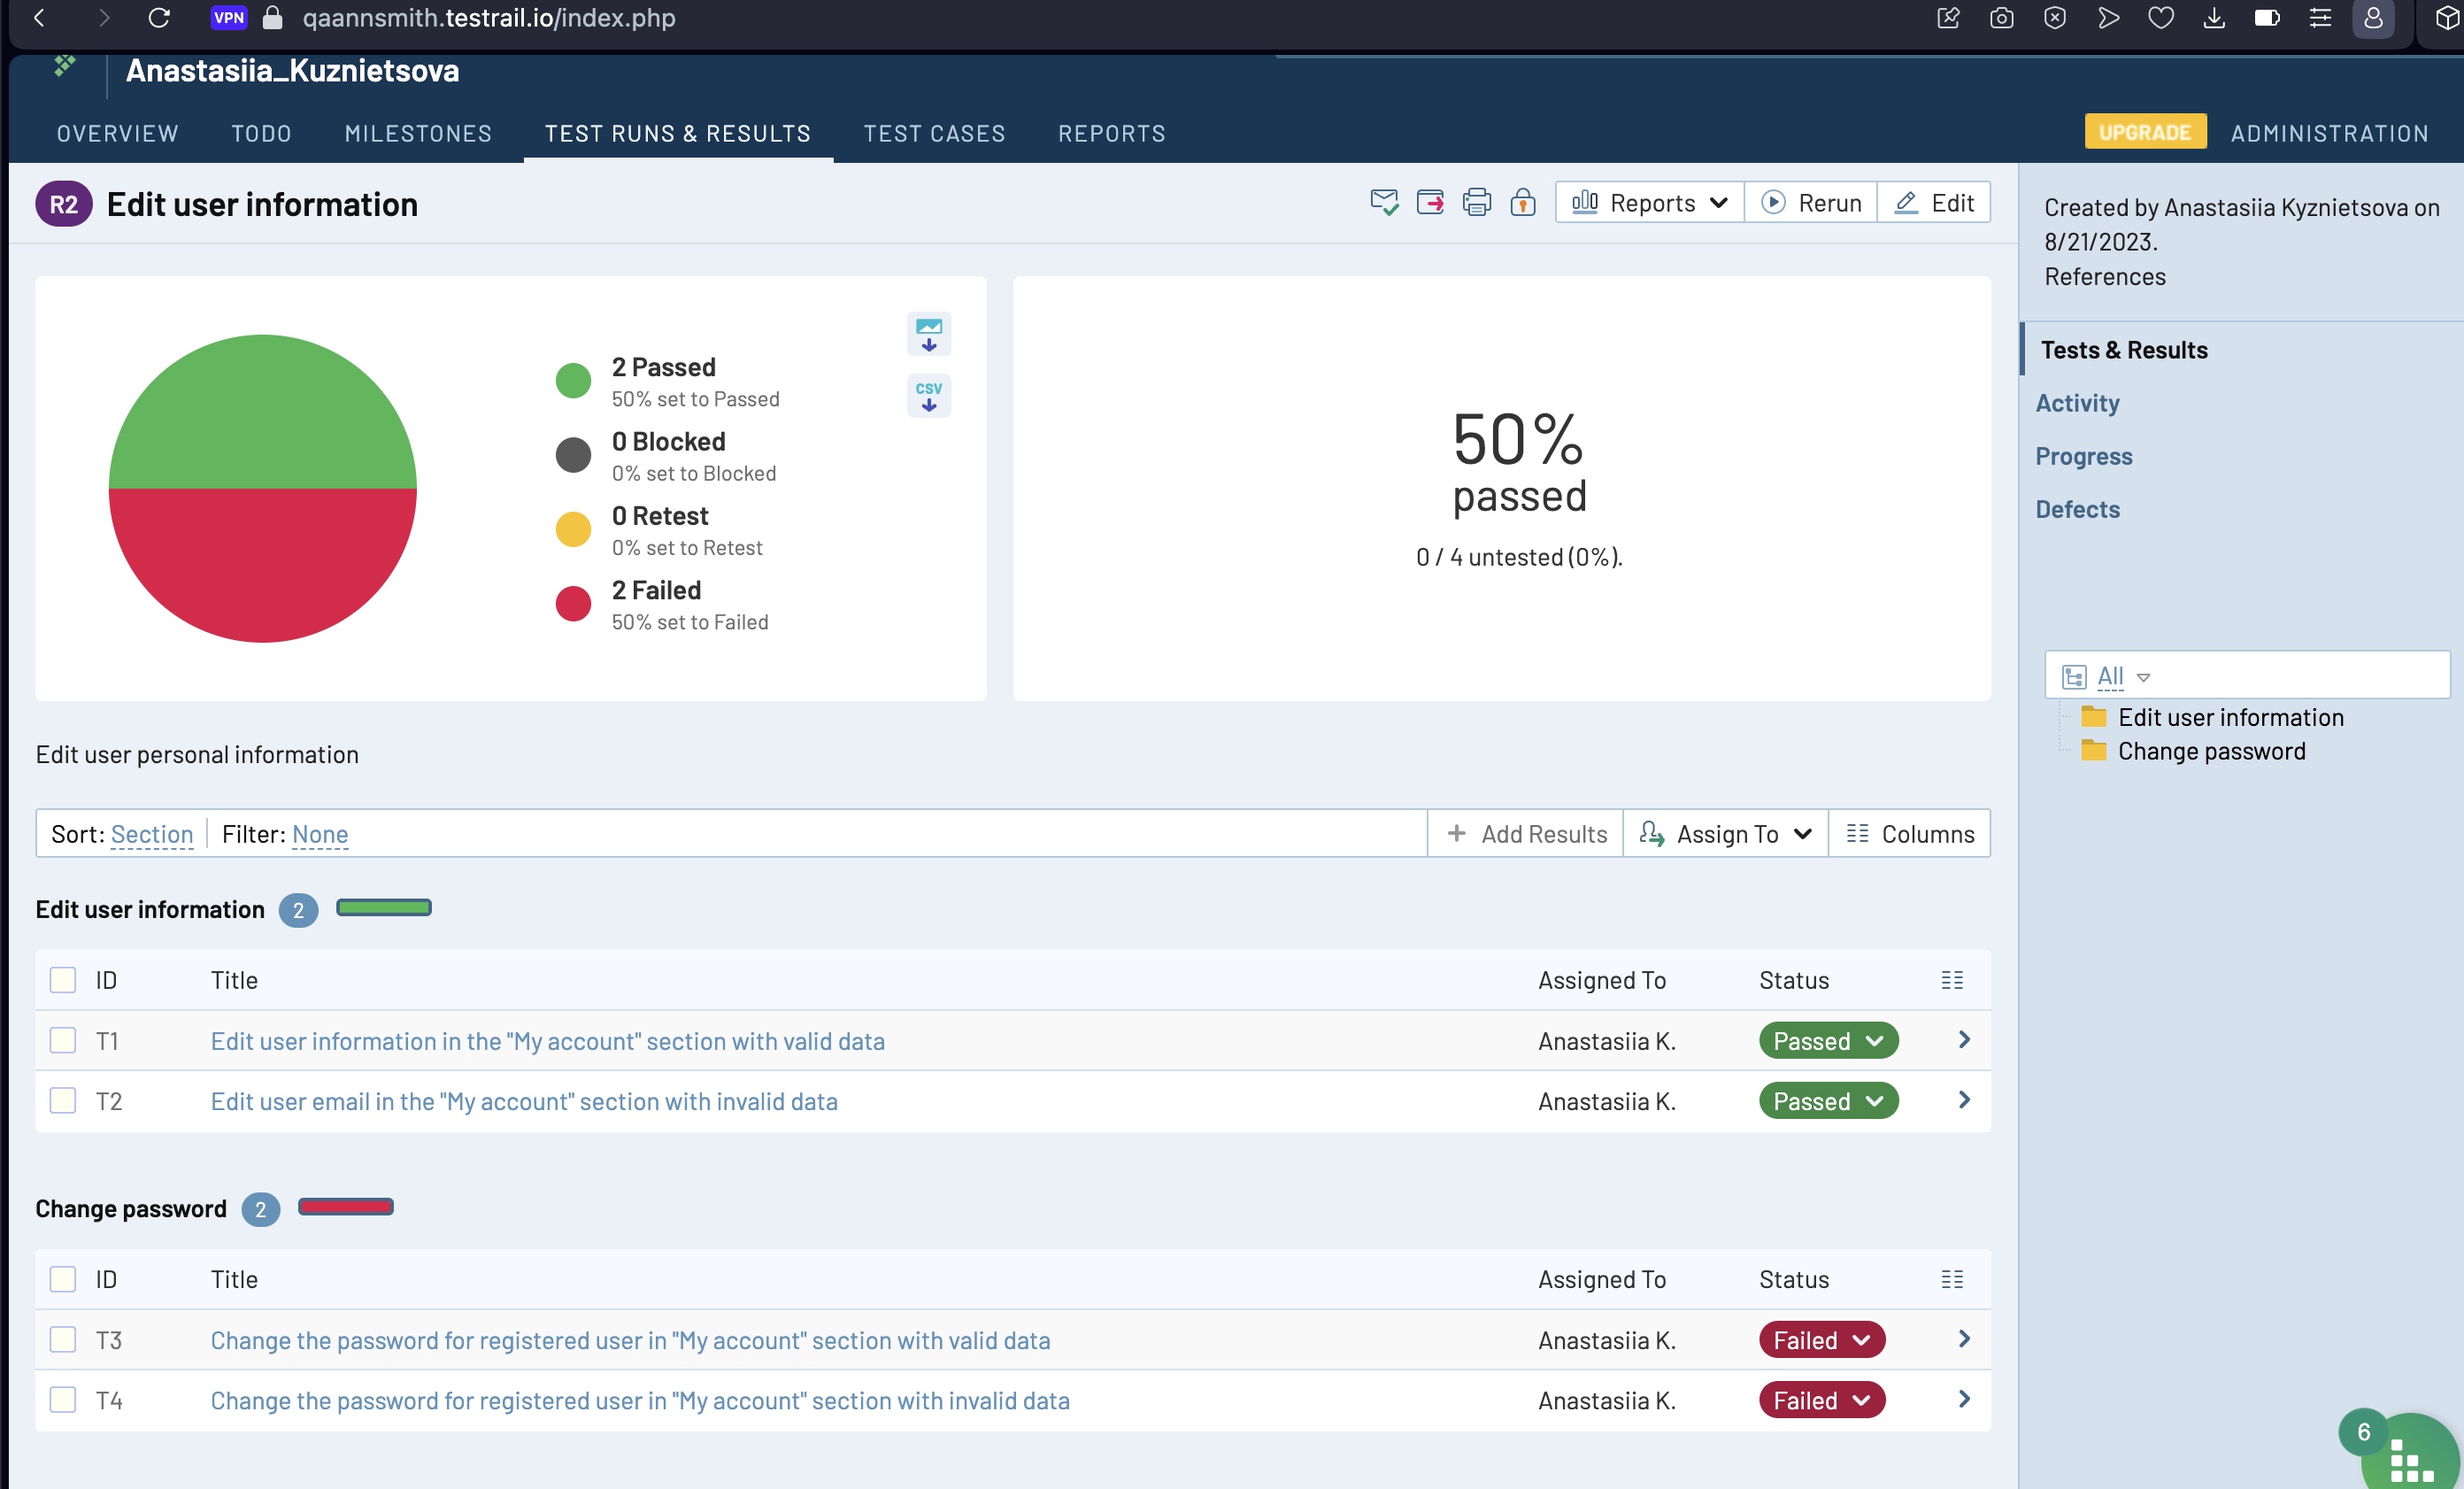 VPN qaannsmith.testrail.io/index.php
Anastasiia_Kuznietsova
OVERVIEW TODO MILESTONES TEST RUNS & RESULTS TEST CASES REPORTS UPGRADE ADMINISTRATION
R2 Edit user information Reports Rerun Edit
Created by Anastasiia Kyznietsova on
8/21/2023.
References
Tests & Results
Activity
Progress
Defects
2 Passed
50% set to Passed
0 Blocked
0% set to Blocked
0 Retest
0% set to Retest
2 Failed
50% set to Failed
CSV
50%
passed
0 / 4 untested (0%).
All
Edit user information
Change password
Edit user personal information
Sort: Section Filter: None Add Results Assign To Columns
Edit user information 2
ID Title Assigned To Status
T1 Edit user information in the "My account" section with valid data Anastasiia K. Passed
T2 Edit user email in the "My account" section with invalid data Anastasiia K. Passed
Change password 2
ID Title Assigned To Status
T3 Change the password for registered user in "My account" section with valid data Anastasiia K. Failed
T4 Change the password for registered user in "My account" section with invalid data Anastasiia K. Failed
6